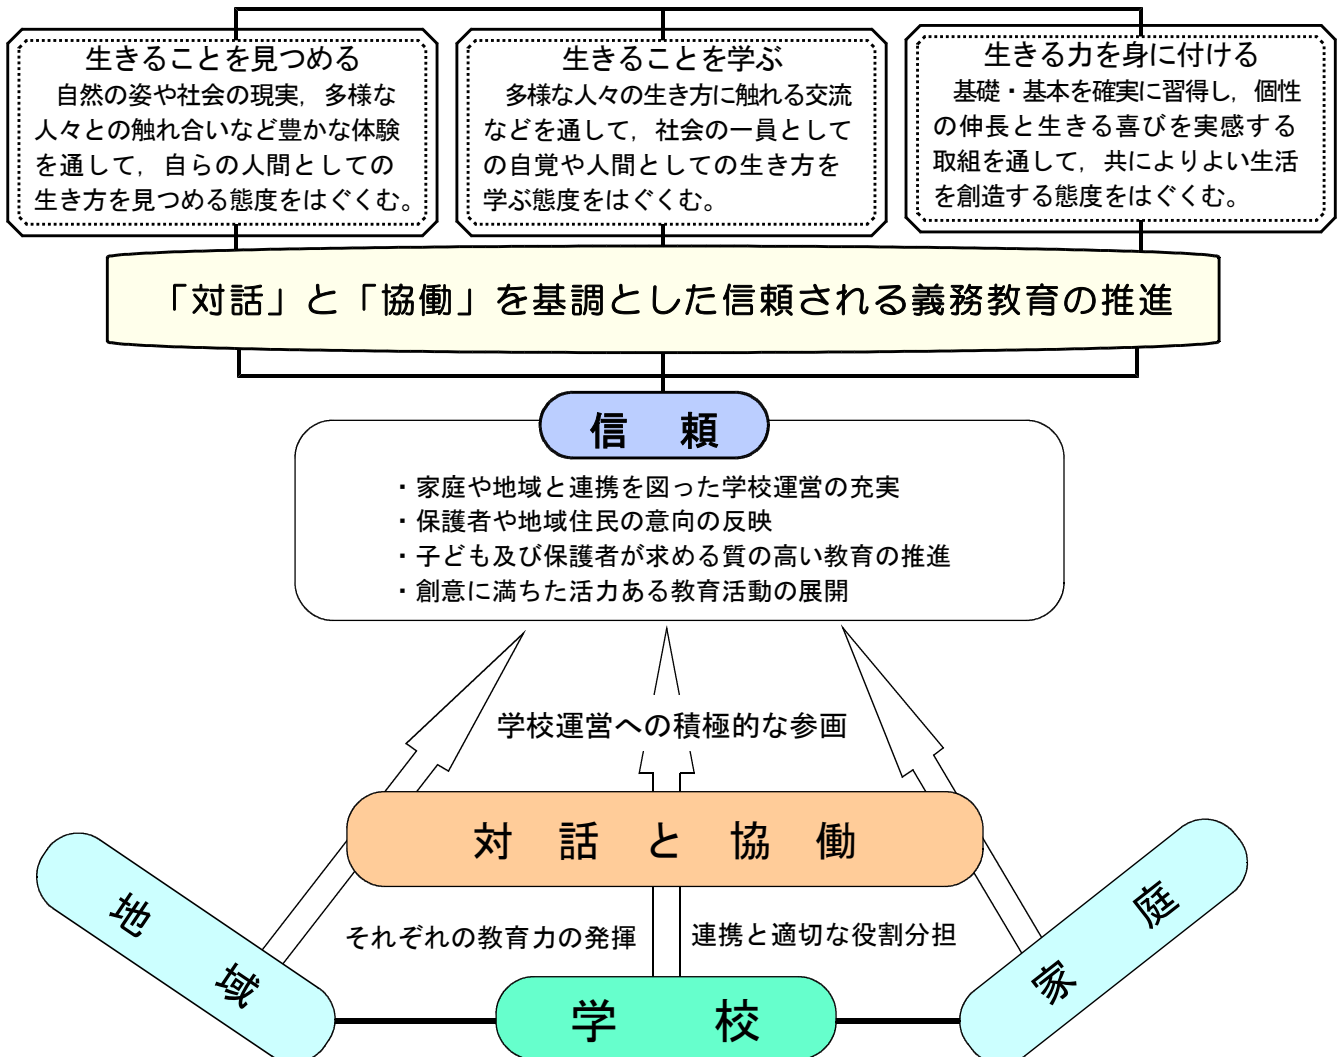 生きることを見つめる
自然の姿や社会の現実，多様な
人々との触れ合いなど豊かな体験
を通して，自らの人間としての
生き方を見つめる態度をはぐくむ。
生きることを学ぶ
多様な人々の生き方に触れる交流
などを通して，社会の一員として
の自覚や人間としての生き方を
学ぶ態度をはぐくむ。
生きる力を身に付ける
基礎・基本を確実に習得し，個性
の伸長と生きる喜びを実感する
取組を通して，共によりよい生活
を創造する態度をはぐくむ。
「対話」と「協働」を基調とした信頼される義務教育の推進
信　頼
・家庭や地域と連携を図った学校運営の充実
・保護者や地域住民の意向の反映
・子ども及び保護者が求める質の高い教育の推進
・創意に満ちた活力ある教育活動の展開
学校運営への積極的な参画
対　話　と　協　働
地　域
それぞれの教育力の発揮
連携と適切な役割分担
家　庭
学　校